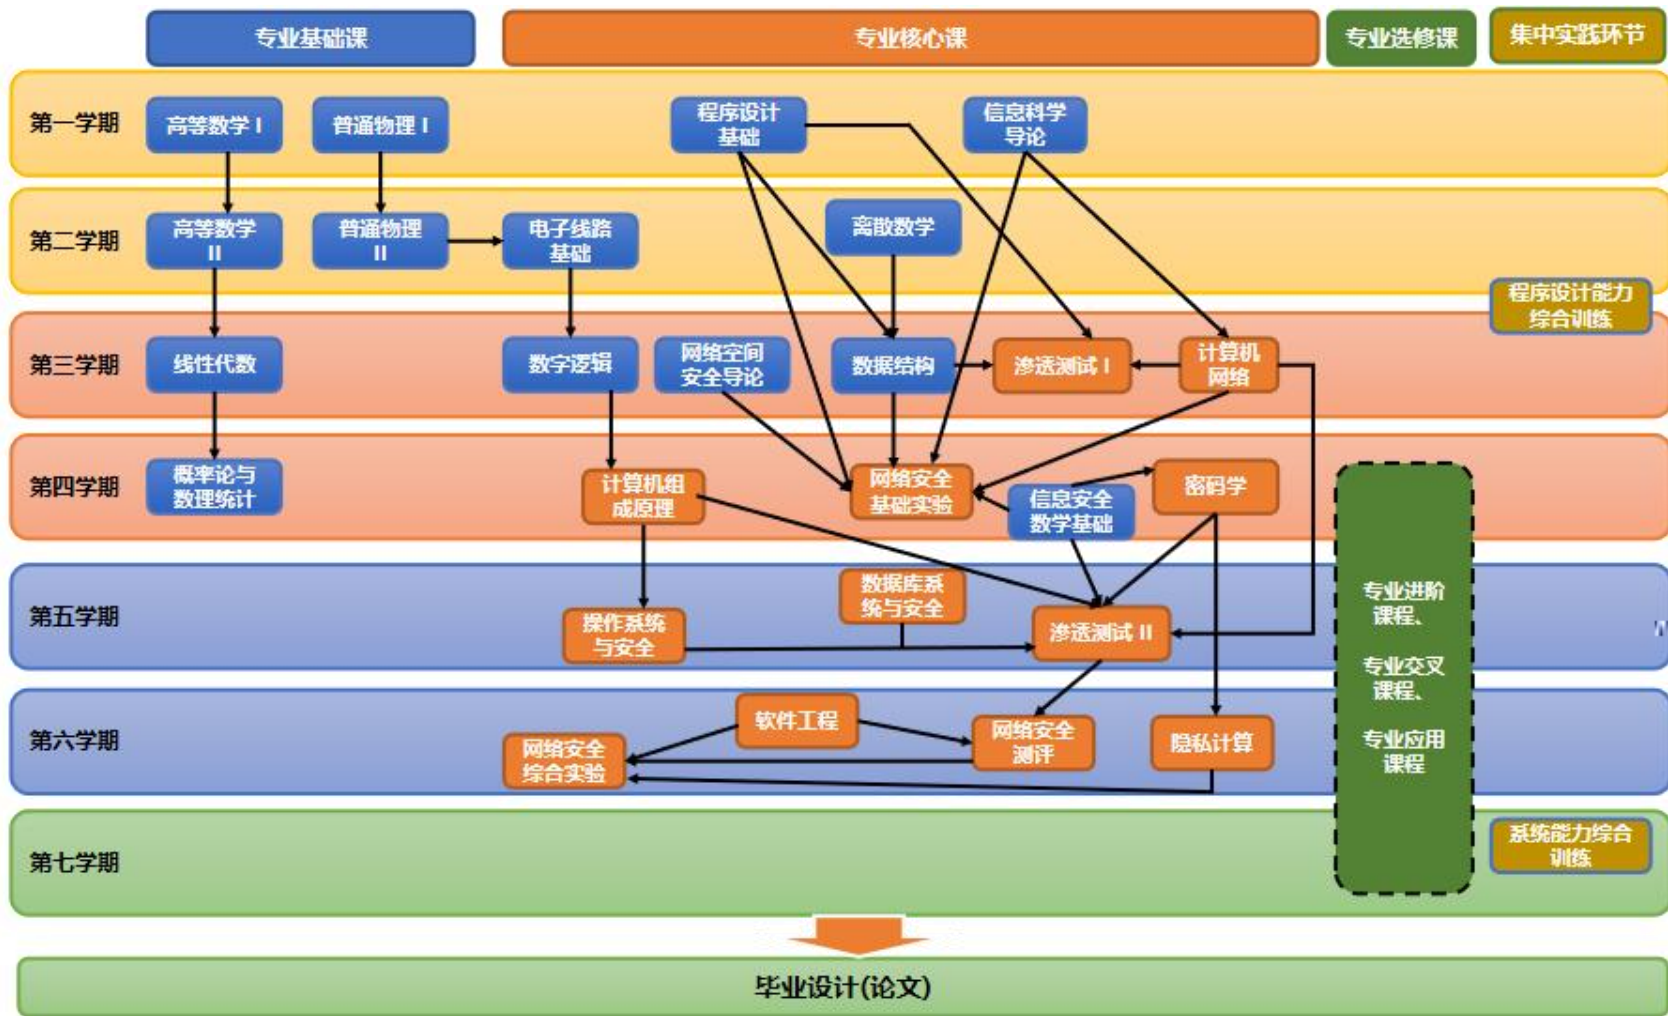 专业基础课
专业核心课
专业选修课
集中实践环节
第一学期
高等数学 I
普通物理 I
程序设计
基础
信息科学
导论
第二学期
高等数学
II
普通物理
II
电子线路
基础
离散数学
程序设计能力
综合训练
第三学期
线性代数
数字逻辑
网络空间
安全导论
数据结构
渗透测试 I
计算机
网络
第四学期
概率论与
数理统计
计算机组
成原理
网络安全
基础实验
信息安全
数学基础
密码学
第五学期
操作系统
与安全
数据库系
统与安全
渗透测试 II
专业进阶
课程、
专业交叉
课程、
专业应用
课程
第六学期
网络安全
综合实验
软件工程
网络安全
测评
隐私计算
第七学期
系统能力综合
训练
毕业设计(论文)